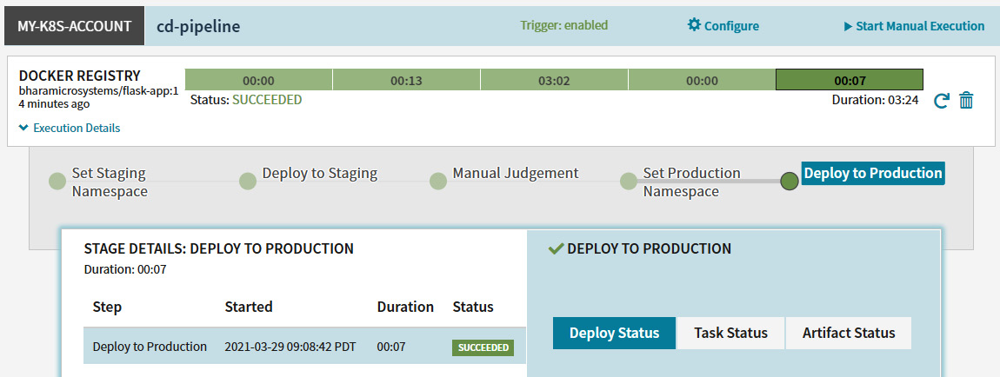 MY-K8S-ACCOUNT cd-pipeline Trigger: enabled Configure Start Manual Execution
DOCKER REGISTRY 00:00 00:13 03:02 00:00 00:07
bharamicrosystems/flask-app:1 Status: SUCCEEDED Duration: 03:24
4 minutes ago
Execution Details
Set Staging Namespace
Deploy to Staging
Manual Judgement
Set Production Namespace
Deploy to Production
STAGE DETAILS: DEPLOY TO PRODUCTION
Duration: 00:07
Step Started Duration Status
Deploy to Production 2021-03-29 09:08:42 PDT 00:07 SUCCEEDED
DEPLOY TO PRODUCTION
Deploy Status Task Status Artifact Status